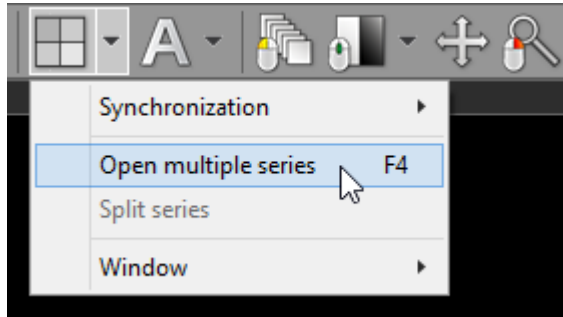 A
Synchronization
Open multiple series F4
Split series
Window